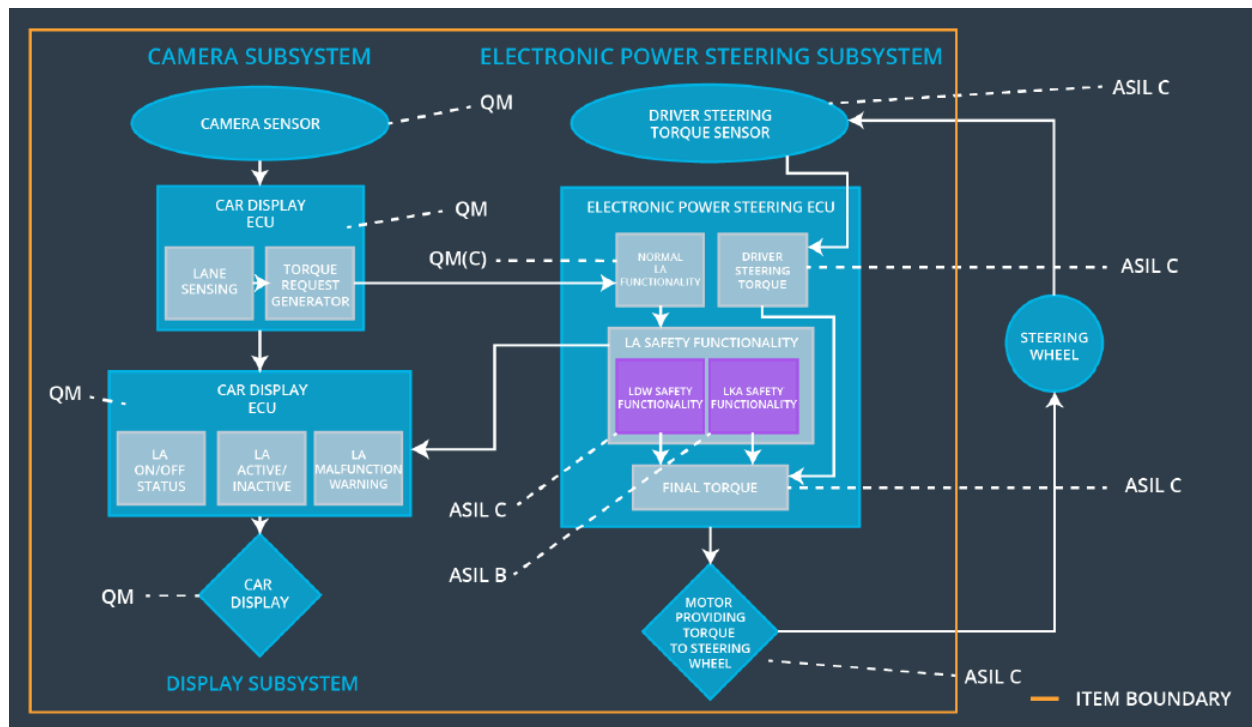 CAMERA SUBSYSTEM
ELECTRONIC POWER STEERING SUBSYSTEM
CAMERA SENSOR
QM
DRIVER STEERING
TORQUE SENSOR
ASIL C
CAR DISPLAY
ECU
QM
LANE
SENSING
TORQUE
REQUEST
GENERATOR
ELECTRONIC POWER STEERING ECU
QM(C)
NORMAL
LA
FUNCTIONALITY
DRIVER
STEERING
TORQUE
ASIL C
STEERING
WHEEL
LA SAFETY FUNCTIONALITY
LDW SAFETY
FUNCTIONALITY
LKA SAFETY
FUNCTIONALITY
QM
CAR DISPLAY
ECU
LA
ON/OFF
STATUS
LA
ACTIVE/
INACTIVE
LA
MALFUNCTION
WARNING
FINAL TORQUE
ASIL C
ASIL C
ASIL B
QM
CAR
DISPLAY
MOTOR
PROVIDING
TORQUE
TO STEERING
WHEEL
ASIL C
DISPLAY SUBSYSTEM
ITEM BOUNDARY